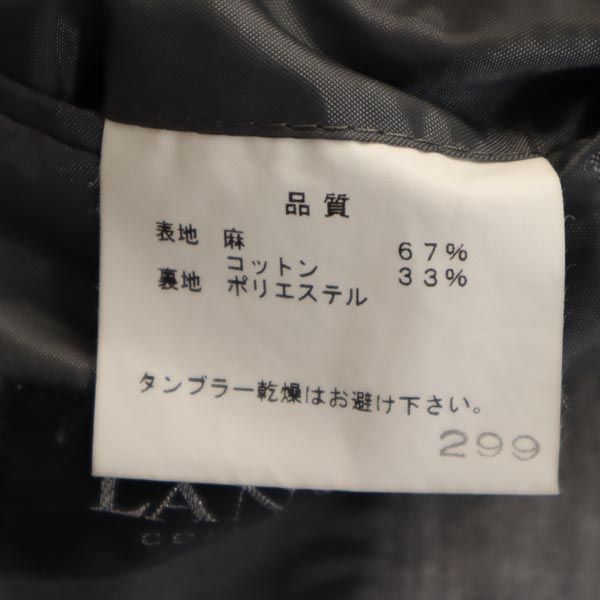 品質
表地 麻 67%
コットン 33%
裏地 ポリエステル
タンブラー乾燥はお避け下さい。
299
LA